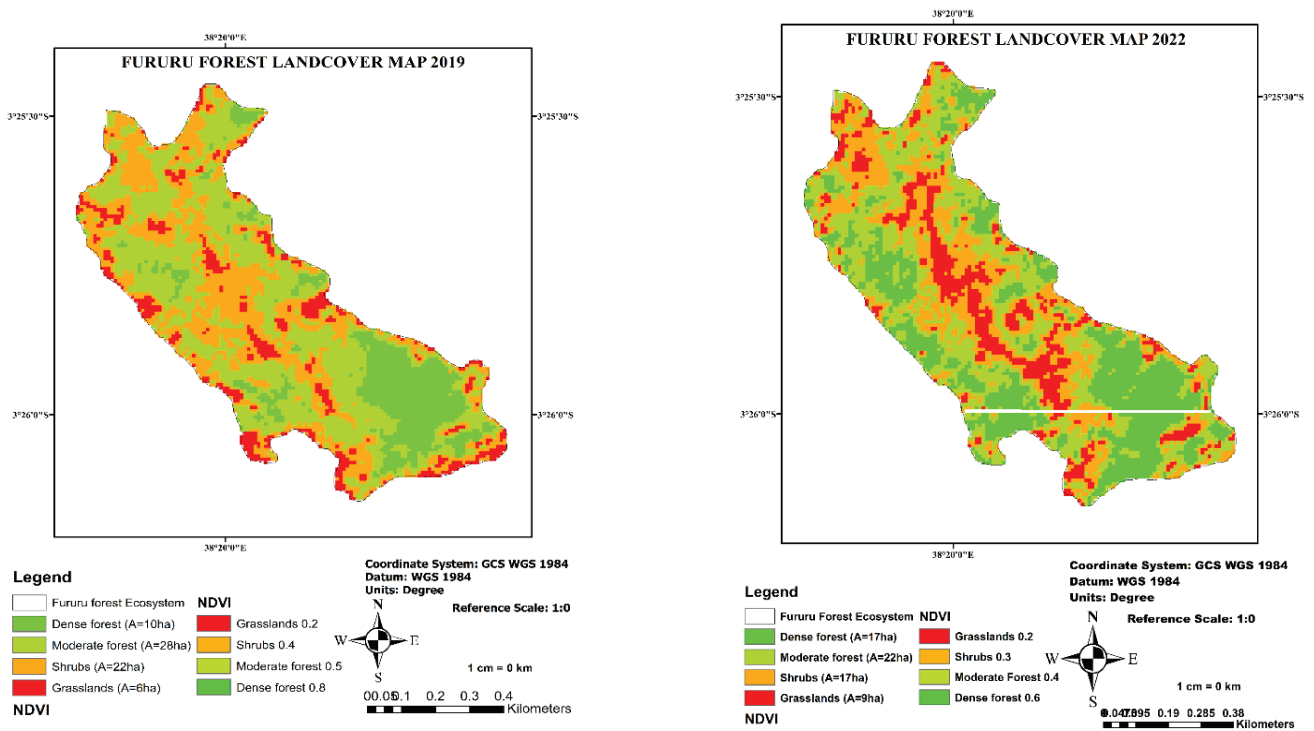 38°20'0"E
FURURU FOREST LANDCOVER MAP 2019
3°25'30"S
3°25'30"S
3°26'0"S
3°26'0"S
38°20'0"E
Legend
Fururu forest Ecosystem
Dense forest (A=10ha)
Moderate forest (A=28ha)
Shrubs (A=22ha)
Grasslands (A=6ha)
NDVI
NDVI
Grasslands 0.2
Shrubs 0.4
Moderate forest 0.5
Dense forest 0.8
Coordinate System: GCS WGS 1984
Datum: WGS 1984
Units: Degree
Reference Scale: 1:0
N
W E
S
1 cm = 0 km
0.1 0.2 0.3 0.4
Kilometers
38°20'0"E
FURURU FOREST LANDCOVER MAP 2022
3°25'30"S
3°25'30"S
3°26'0"S
3°26'0"S
38°20'0"E
Legend
Fururu Forest Ecosystem
Dense forest (A=17ha)
Moderate forest (A=22ha)
Shrubs (A=17ha)
Grasslands (A=9ha)
NDVI
NDVI
Grasslands 0.2
Shrubs 0.3
Moderate Forest 0.4
Dense forest 0.6
Coordinate System: GCS WGS 1984
Datum: WGS 1984
Units: Degree
Reference Scale: 1:0
N
W E
S
1 cm = 0 km
0.19 0.285 0.38
Kilometers